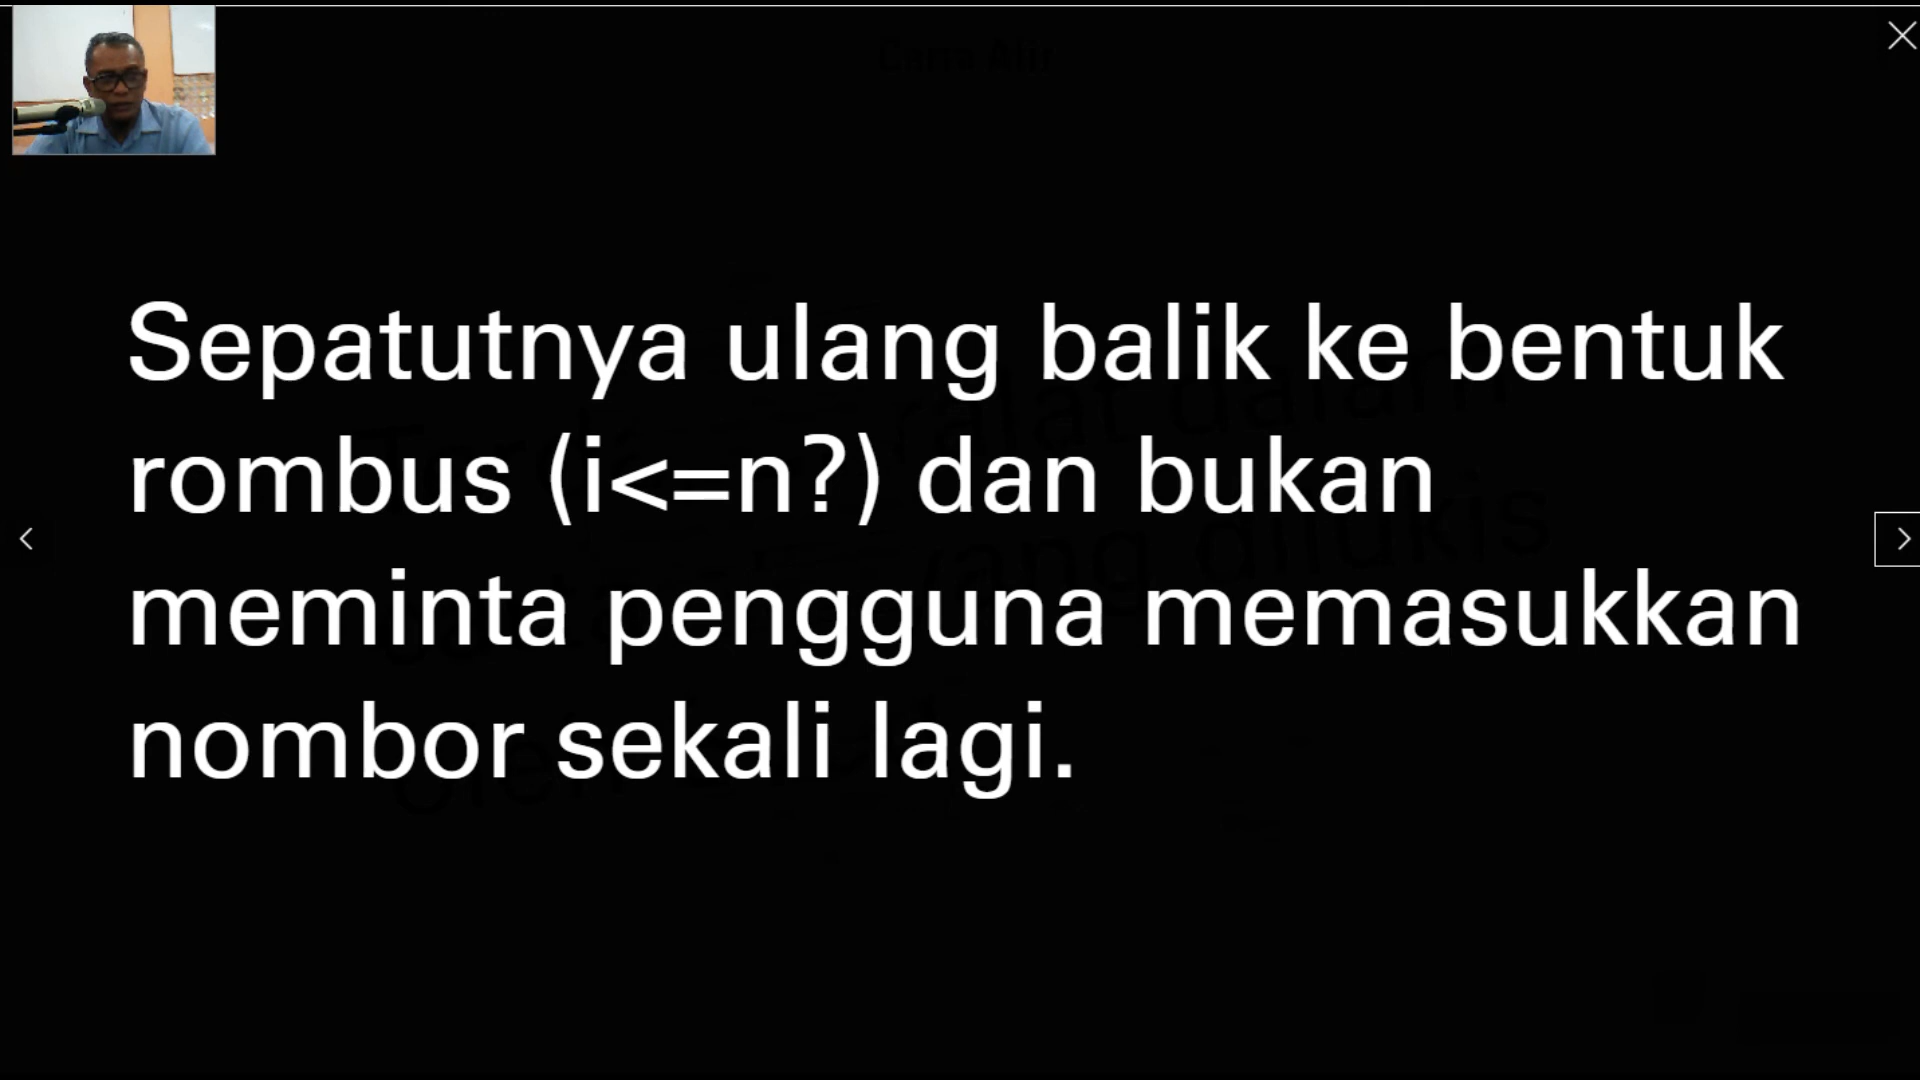 Sepatutnya ulang balik ke bentuk
rombus (i<=n?) dan bukan
meminta pengguna memasukkan
nombor sekali lagi.